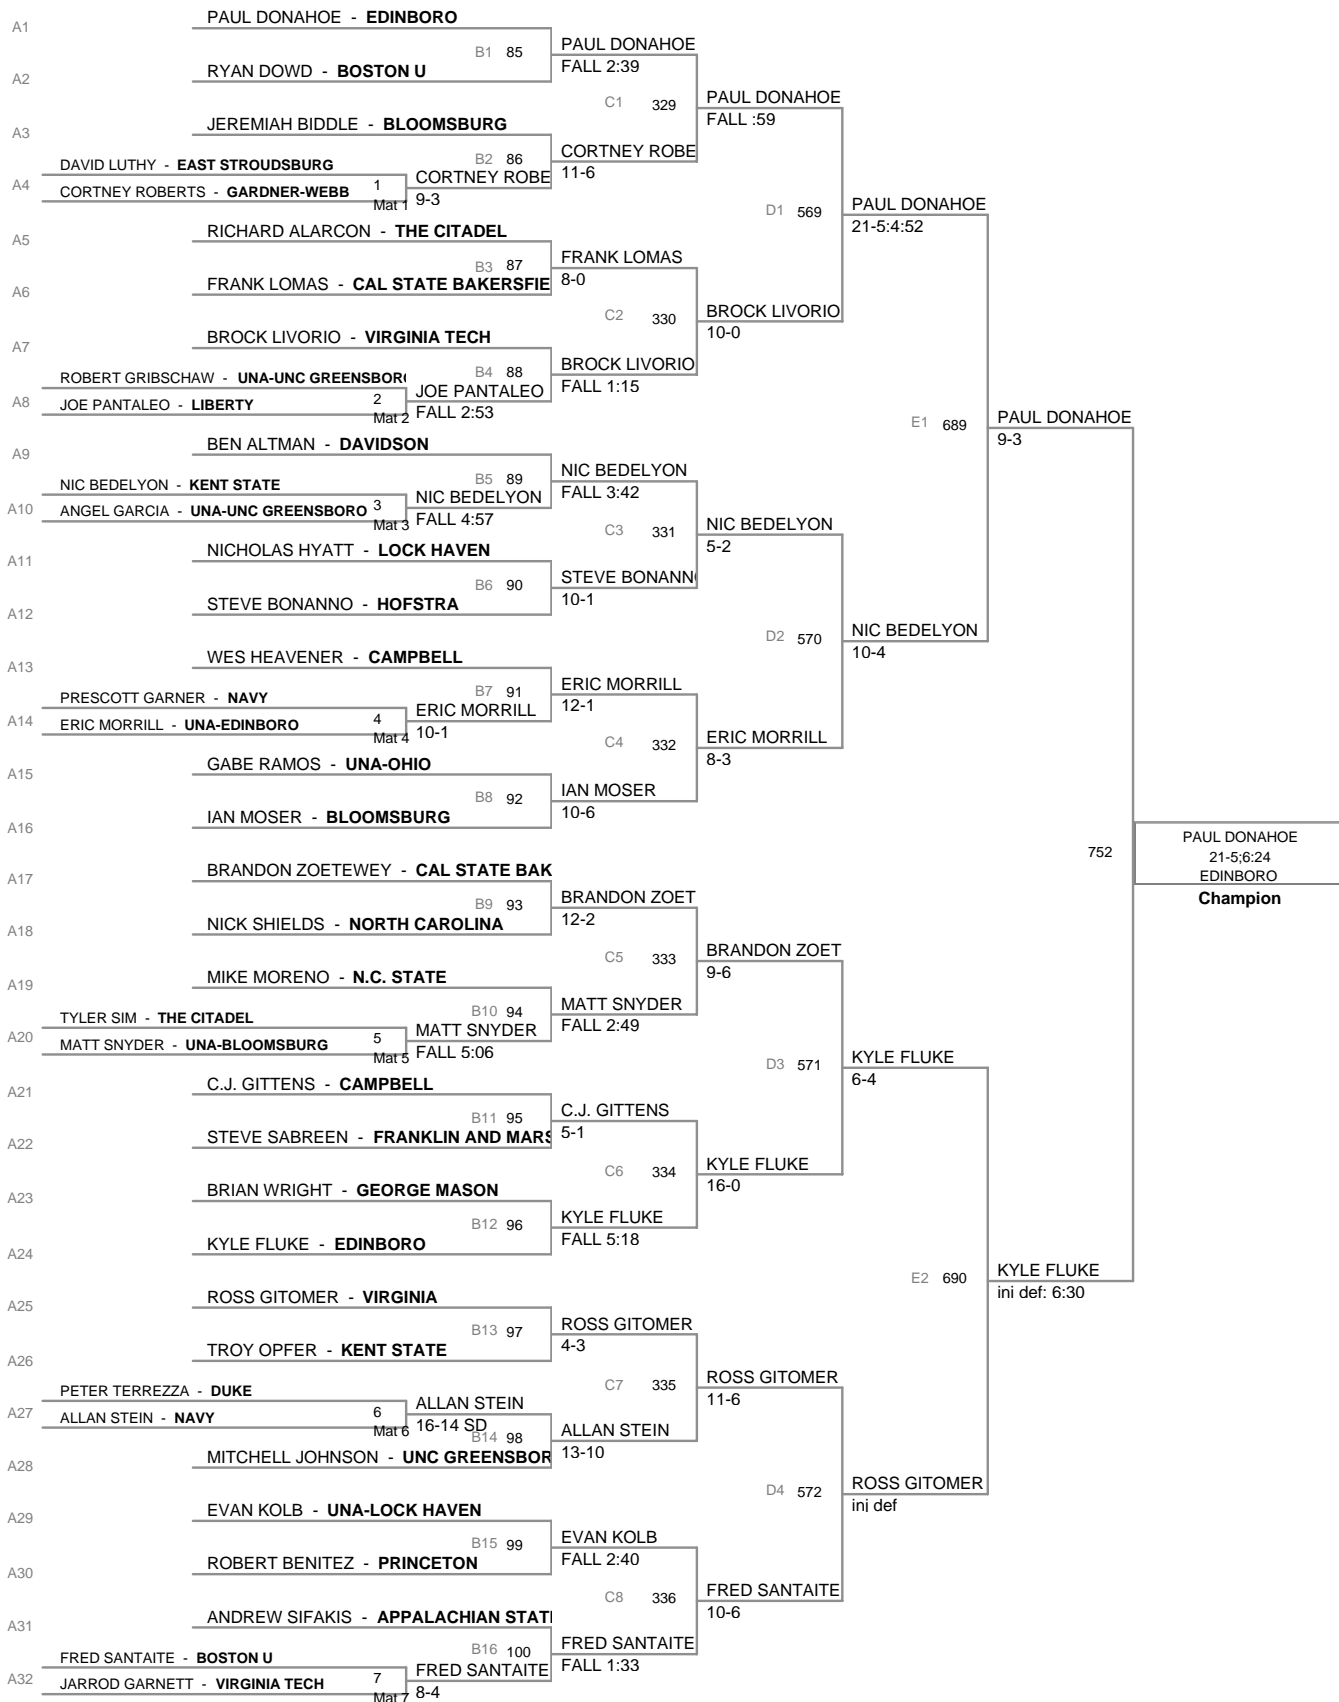 A1
PAUL DONAHOE - EDINBORO
B1 85
PAUL DONAHOE
FALL 2:39
A2
RYAN DOWD - BOSTON U
C1 329
PAUL DONAHOE
FALL :59
A3
JEREMIAH BIDDLE - BLOOMSBURG
B2 86
CORTNEY ROBE
11-6
DAVID LUTHY - EAST STROUDSBURG
A4
CORTNEY ROBERTS - GARDNER-WEBB
1
Mat 1
CORTNEY ROBE
9-3
D1 569
PAUL DONAHOE
21-5:4:52
A5
RICHARD ALARCON - THE CITADEL
B3 87
FRANK LOMAS
8-0
A6
FRANK LOMAS - CAL STATE BAKERSFIE
C2 330
BROCK LIVORIO
10-0
A7
BROCK LIVORIO - VIRGINIA TECH
B4 88
BROCK LIVORIO
FALL 1:15
ROBERT GRIBSCHAW - UNA-UNC GREENSBOR
A8
JOE PANTALEO - LIBERTY
2
Mat 2
JOE PANTALEO
FALL 2:53
E1 689
PAUL DONAHOE
9-3
A9
BEN ALTMAN - DAVIDSON
B5 89
NIC BEDELYON
FALL 3:42
NIC BEDELYON - KENT STATE
A10
ANGEL GARCIA - UNA-UNC GREENSBORO
3
Mat 3
NIC BEDELYON
FALL 4:57
C3 331
NIC BEDELYON
5-2
A11
NICHOLAS HYATT - LOCK HAVEN
B6 90
STEVE BONANN
10-1
A12
STEVE BONANNO - HOFSTRA
D2 570
NIC BEDELYON
10-4
A13
WES HEAVENER - CAMPBELL
B7 91
ERIC MORRILL
12-1
PRESCOTT GARNER - NAVY
A14
ERIC MORRILL - UNA-EDINBORO
4
Mat 4
ERIC MORRILL
10-1
C4 332
ERIC MORRILL
8-3
A15
GABE RAMOS - UNA-OHIO
B8 92
IAN MOSER
10-6
A16
IAN MOSER - BLOOMSBURG
752
PAUL DONAHOE
21-5;6:24
EDINBORO
Champion
A17
BRANDON ZOETEWEY - CAL STATE BAK
B9 93
BRANDON ZOET
12-2
A18
NICK SHIELDS - NORTH CAROLINA
C5 333
BRANDON ZOET
9-6
A19
MIKE MORENO - N.C. STATE
B10 94
MATT SNYDER
FALL 2:49
TYLER SIM - THE CITADEL
A20
MATT SNYDER - UNA-BLOOMSBURG
5
Mat 5
MATT SNYDER
FALL 5:06
D3 571
KYLE FLUKE
6-4
A21
C.J. GITTENS - CAMPBELL
B11 95
C.J. GITTENS
5-1
A22
STEVE SABREEN - FRANKLIN AND MARS
C6 334
KYLE FLUKE
16-0
A23
BRIAN WRIGHT - GEORGE MASON
B12 96
KYLE FLUKE
FALL 5:18
A24
KYLE FLUKE - EDINBORO
E2 690
KYLE FLUKE
inj def: 6:30
A25
ROSS GITOMER - VIRGINIA
B13 97
ROSS GITOMER
4-3
A26
TROY OPFER - KENT STATE
C7 335
ROSS GITOMER
11-6
PETER TERREZZA - DUKE
A27
ALLAN STEIN - NAVY
6
Mat 6
ALLAN STEIN
16-14 SD
B14 98
ALLAN STEIN
13-10
A28
MITCHELL JOHNSON - UNC GREENSBOR
D4 572
ROSS GITOMER
inj def
A29
EVAN KOLB - UNA-LOCK HAVEN
B15 99
EVAN KOLB
FALL 2:40
A30
ROBERT BENITEZ - PRINCETON
C8 336
FRED SANTAITE
10-6
A31
ANDREW SIFAKIS - APPALACHIAN STAT
B16 100
FRED SANTAITE
FALL 1:33
FRED SANTAITE - BOSTON U
A32
JARROD GARNETT - VIRGINIA TECH
7
Mat 7
FRED SANTAITE
8-4